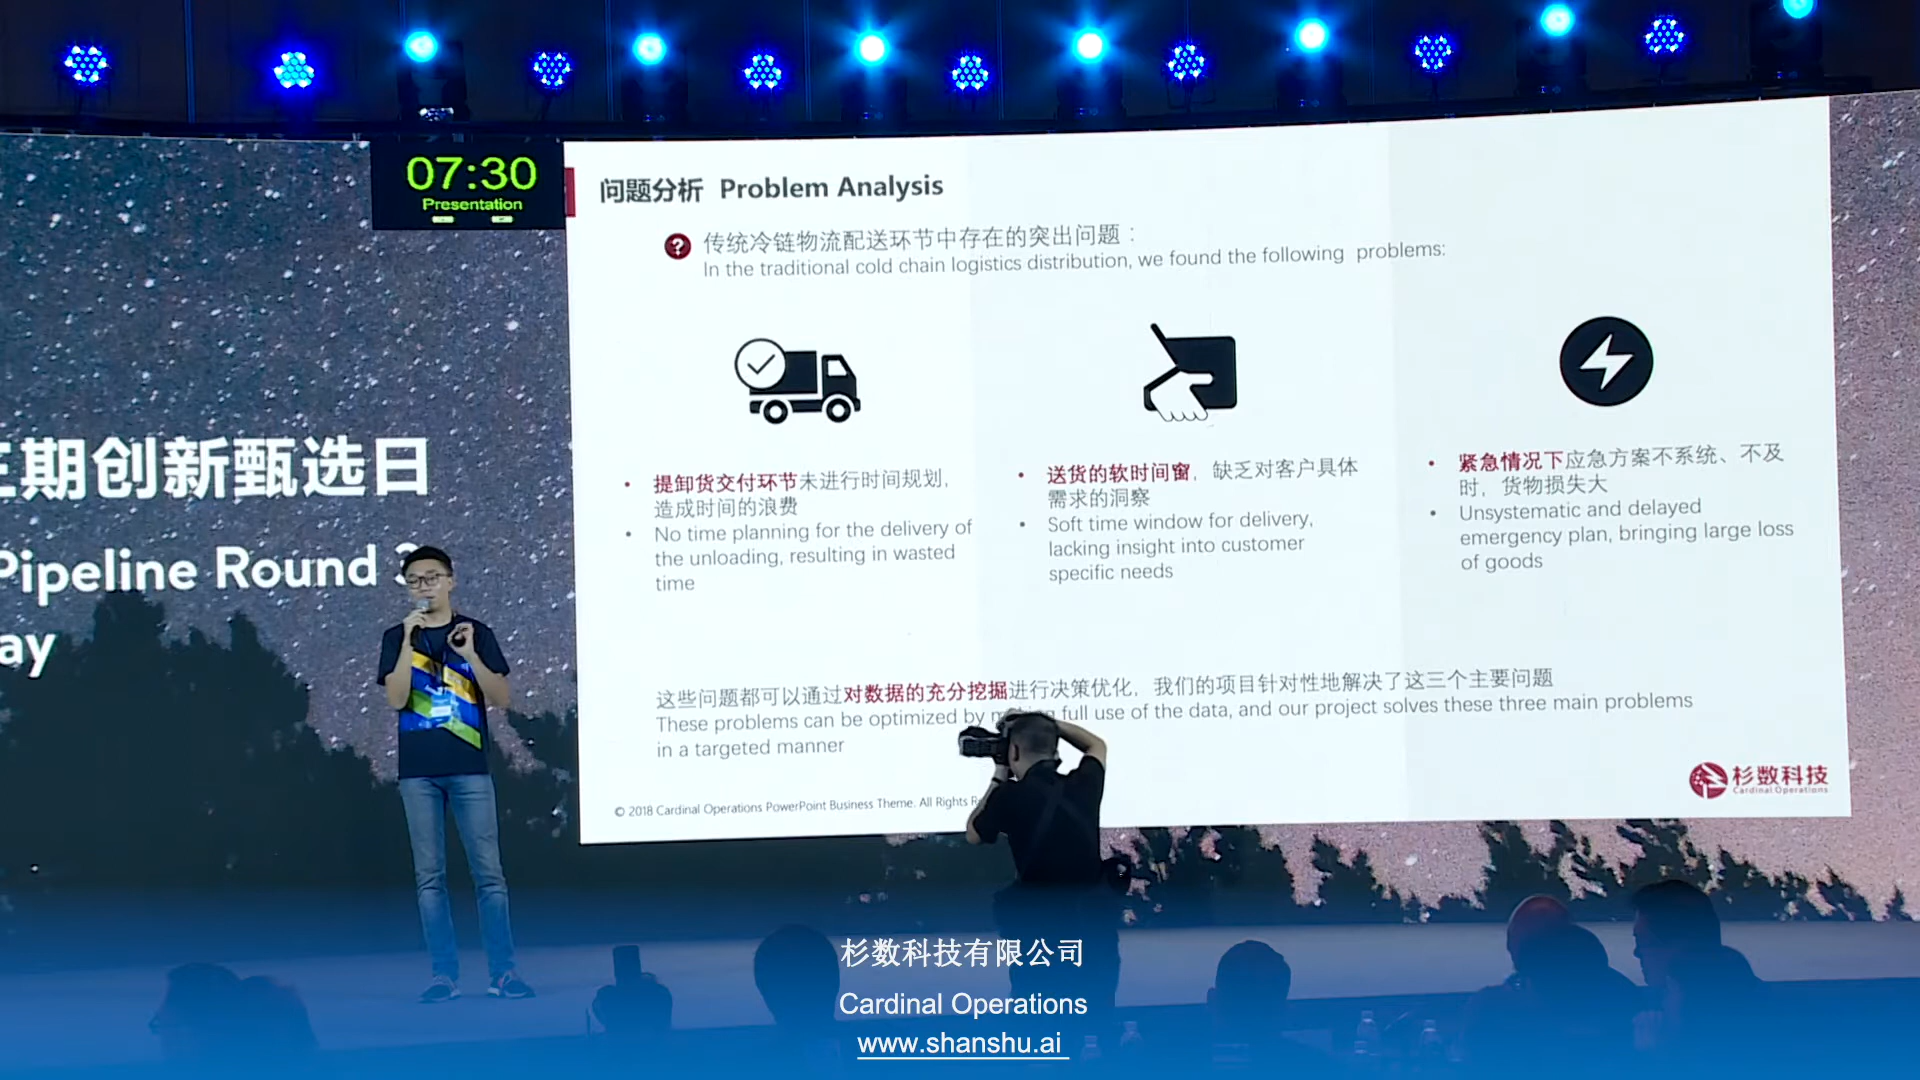 07:30
Presentation
问题分析 Problem Analysis
传统冷链物流配送环节中存在的突出问题：
In the traditional cold chain logistics distribution, we found the following problems:
提卸货交付环节未进行时间规划，
造成时间的浪费
No time planning for the delivery of
the unloading, resulting in wasted
time
送货的软时间窗，缺乏对客户具体
需求的洞察
Soft time window for delivery,
lacking insight into customer
specific needs
紧急情况下应急方案不系统、不及
时，货物损失大
Unsystematic and delayed
emergency plan, bringing large loss
of goods
这些问题都可以通过对数据的充分挖掘进行决策优化，我们的项目针对性地解决了这三个主要问题
These problems can be optimized by full use of the data, and our project solves these three main problems
in a targeted manner
© 2018 Cardinal Operations PowerPoint Business Theme. All Rights
杉数科技
Cardinal Operations
期创新甄选日
Pipeline Round
ay
杉数科技有限公司
Cardinal Operations
www.shanshu.ai